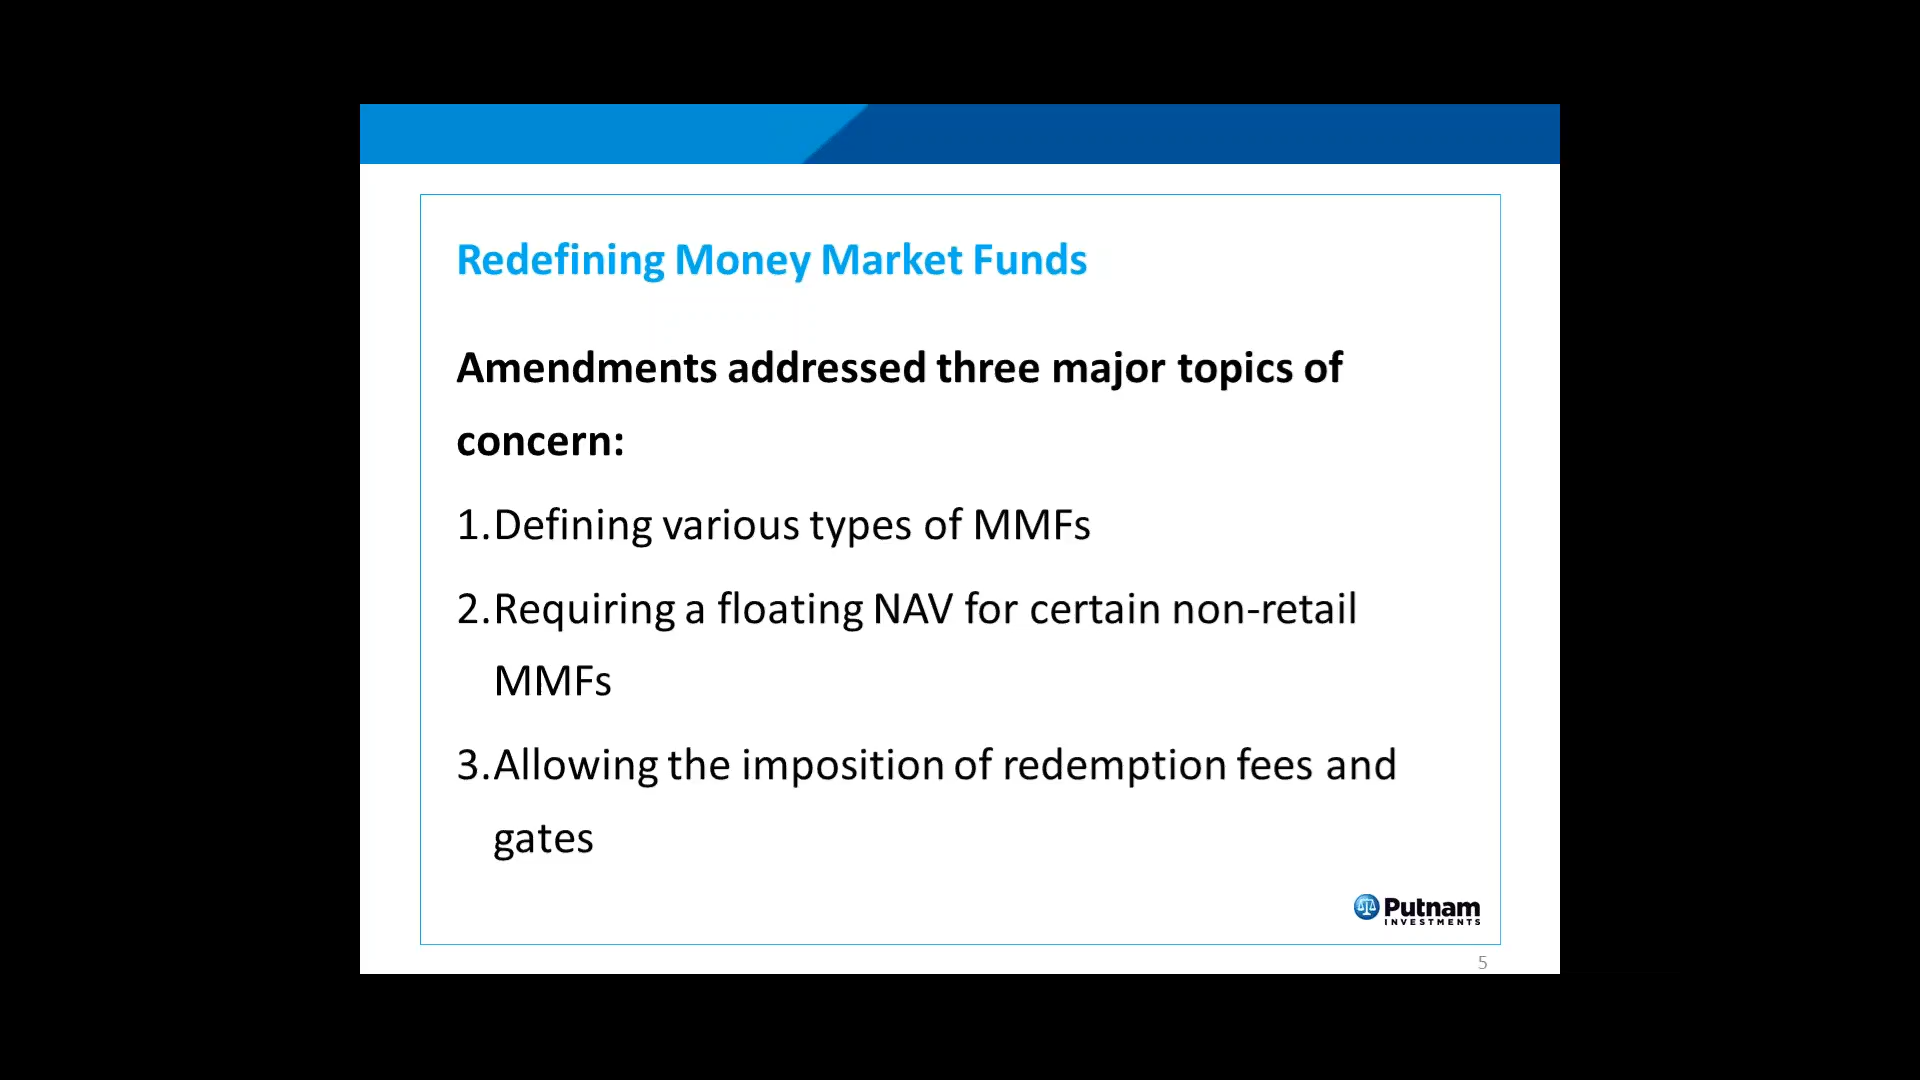 Redefining Money Market Funds
Amendments addressed three major topics of
concern:
1.Defining various types of MMFs
2.Requiring a floating NAV for certain non-retail
MMFs
3.Allowing the imposition of redemption fees and
gates
Putnam
INVESTMENTS
5